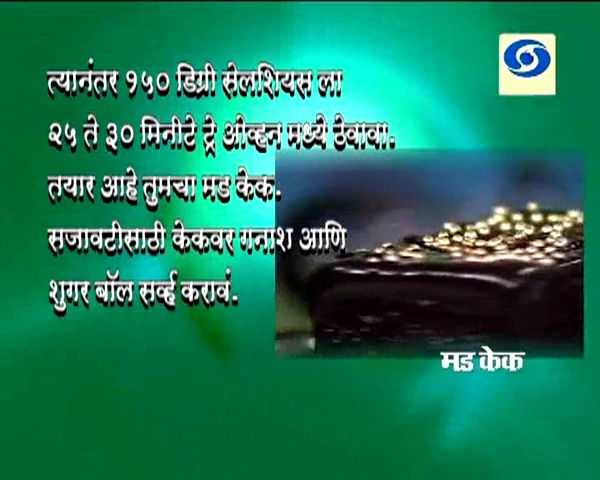 त्यानंतर १५० डिग्री सेलशियस ला
२५ ते ३० मिनीटे ट्रे ओव्हन मध्ये ठेवावा.
तयार आहे तुमचा मड केक.
सजावटीसाठी केकवर गनाश आणि
शुगर बॉल सर्व्ह करावं.
मड केक